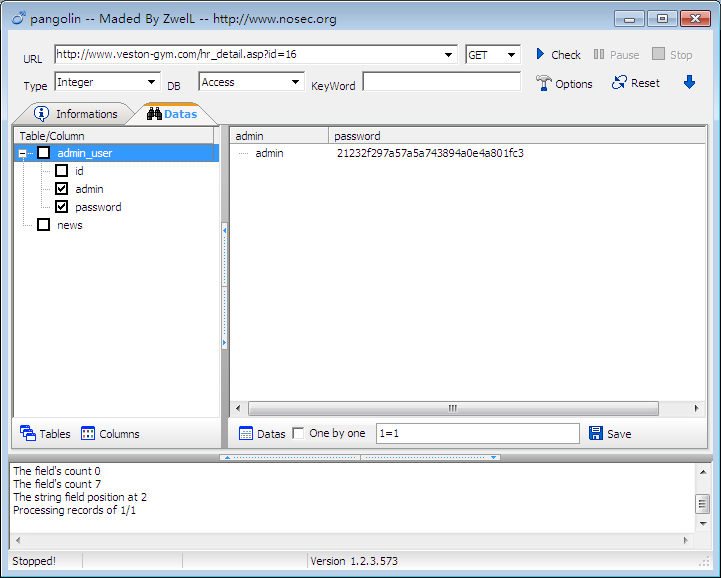 pangolin -- Maded By ZwelL -- http://www.nosec.org
URL http://www.veston-gym.com/hr_detail.asp?id=16 GET Check Pause Stop
Type Integer DB Access KeyWord Options Reset
Informations Datas
Table/Column
admin_user
id
admin
password
news
admin password
admin 21232f297a57a5a743894a0e4a801fc3
Tables Columns
Datas One by one 1=1 Save
The field's count 0
The field's count 7
The string field position at 2
Processing records of 1/1
Stopped! Version 1.2.3.573